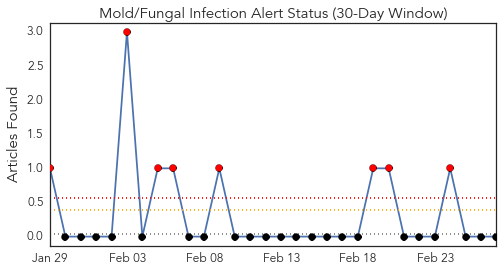 Mold/Fungal Infection Alert Status (30-Day Window)
Articles Found
3.0
2.5
2.0
1.5
1.0
0.5
0.0
Jan 29
Feb 03
Feb 08
Feb 13
Feb 18
Feb 23